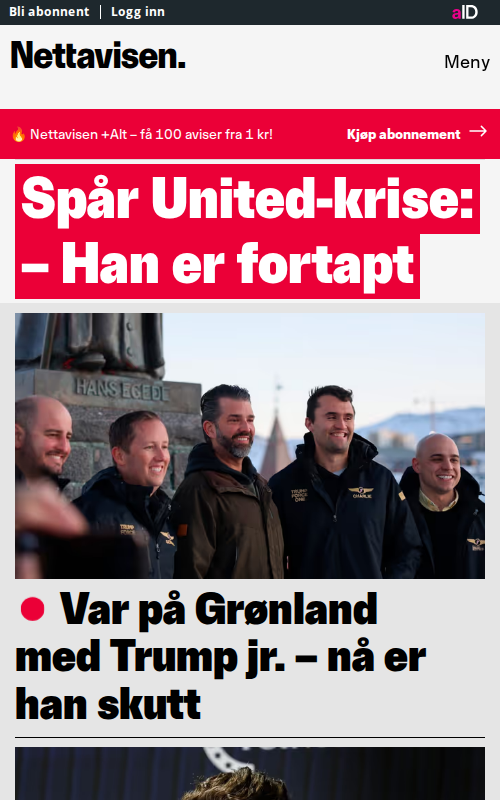 Bli abonnent | Logg inn
aID
Nettavisen.
Meny
🔥 Nettavisen +Alt – få 100 aviser fra 1 kr!
Kjøp abonnement →
Spår United-krise:
– Han er fortapt
HANS EGEDE
TRUMP
FORCE
ONE
CHARLIE
Var på Grønland
med Trump jr. – nå er
han skutt